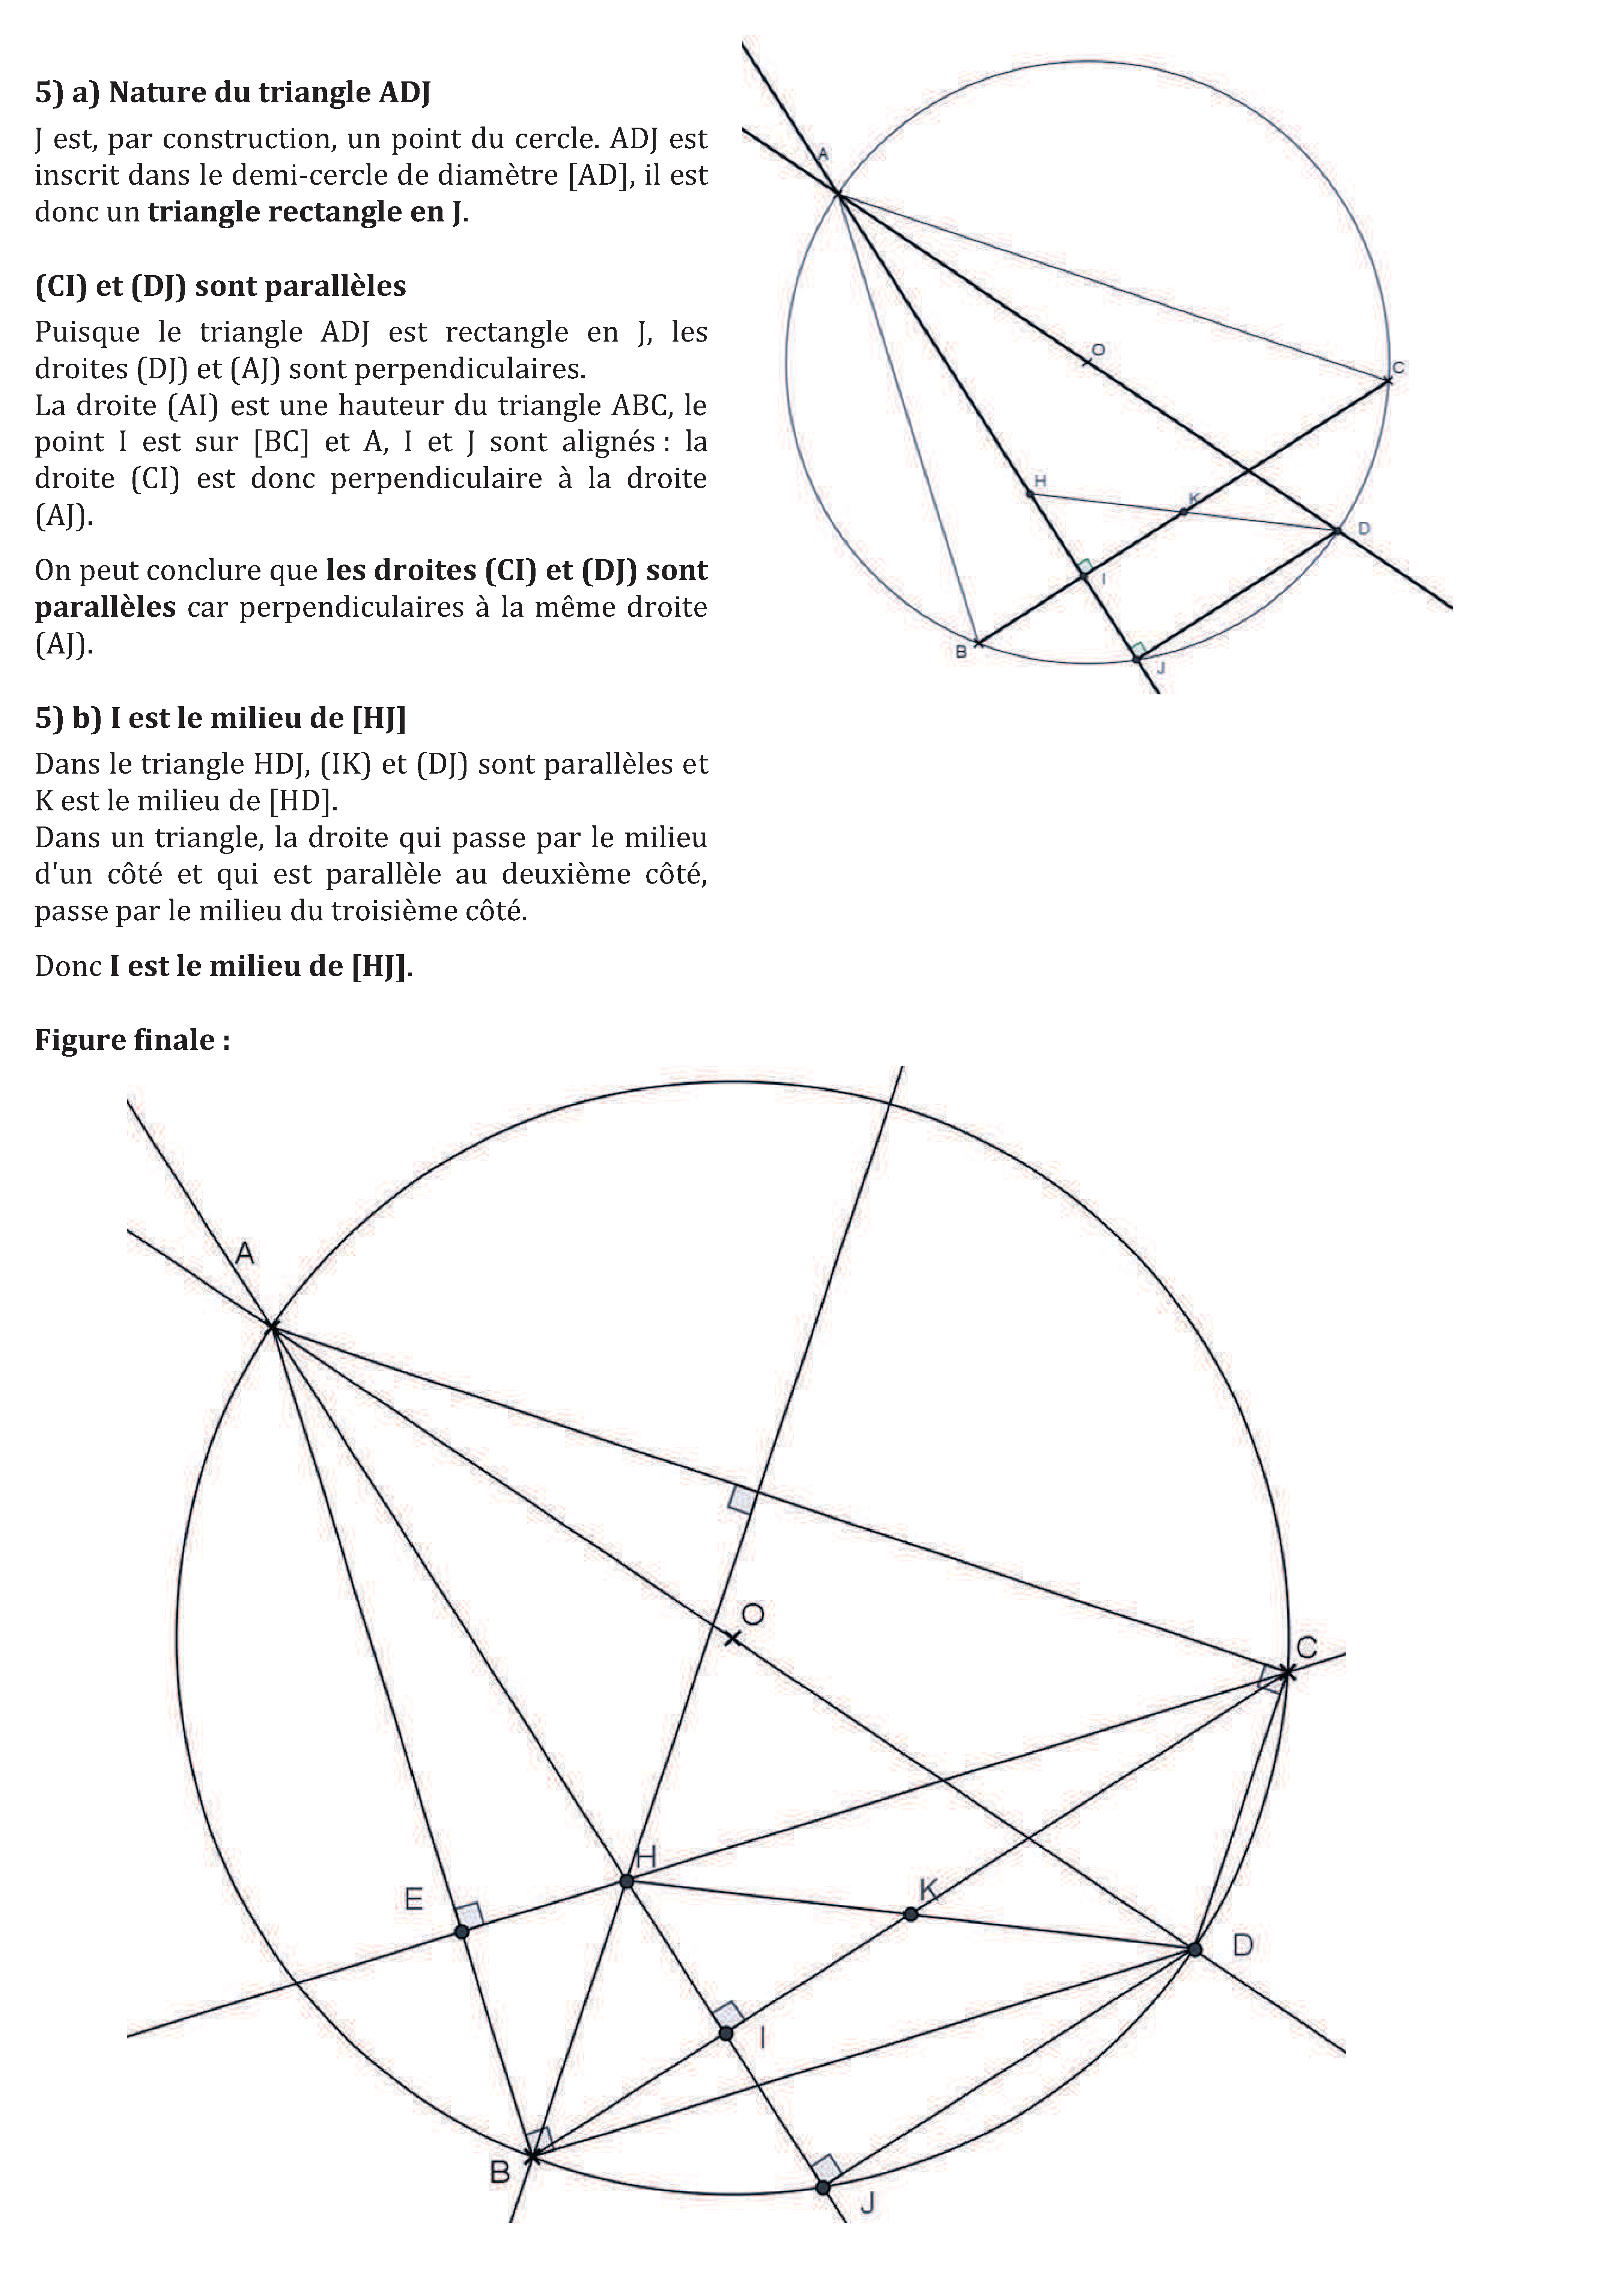 5) a) Nature du triangle ADJ
J est, par construction, un point du cercle. ADJ est
inscrit dans le demi-cercle de diamètre [AD], il est
donc un triangle rectangle en J.
(CI) et (DJ) sont parallèles
Puisque le triangle ADJ est rectangle en J, les
droites (DJ) et (AJ) sont perpendiculaires.
La droite (AI) est une hauteur du triangle ABC, le
point I est sur [BC] et A, I et J sont alignés : la
droite (CI) est donc perpendiculaire à la droite
(AJ).
On peut conclure que les droites (CI) et (DJ) sont
parallèles car perpendiculaires à la même droite
(AJ).
5) b) I est le milieu de [HJ]
Dans le triangle HDJ, (IK) et (DJ) sont parallèles et
K est le milieu de [HD].
Dans un triangle, la droite qui passe par le milieu
d'un côté et qui est parallèle au deuxième côté,
passe par le milieu du troisième côté.
Donc I est le milieu de [HJ].
A
O
C
H
K
D
I
B
J
Figure finale :
A
O
C
H
E
K
D
I
B
J